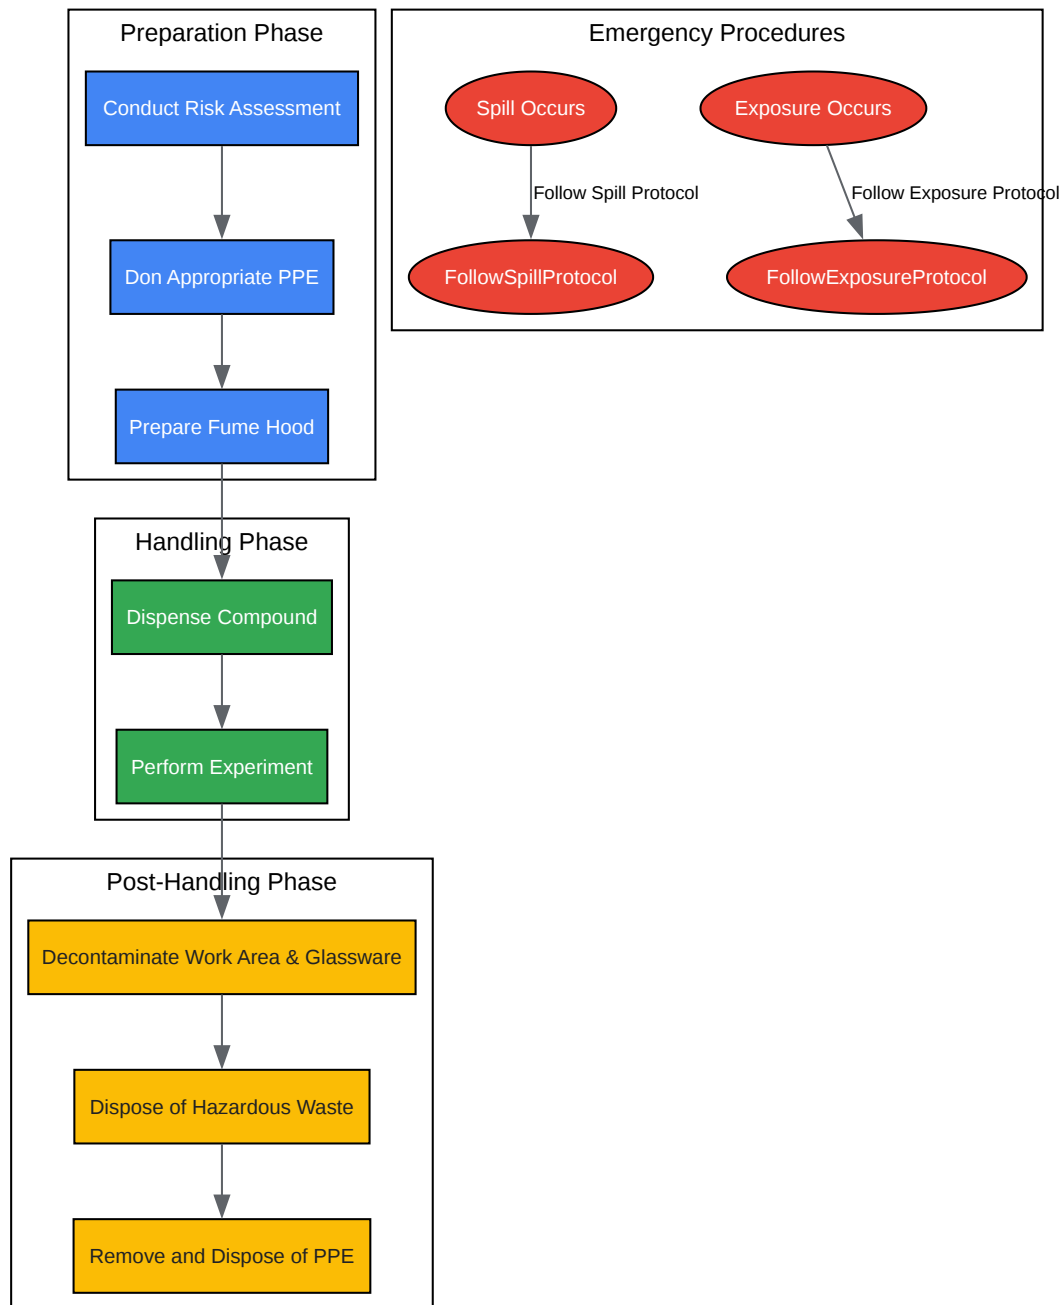 Preparation Phase
Conduct Risk Assessment
Don Appropriate PPE
Prepare Fume Hood
Emergency Procedures
Spill Occurs
Exposure Occurs
Follow Spill Protocol
Follow Exposure Protocol
FollowSpillProtocol
FollowExposureProtocol
Handling Phase
Dispense Compound
Perform Experiment
Post-Handling Phase
Decontaminate Work Area & Glassware
Dispose of Hazardous Waste
Remove and Dispose of PPE